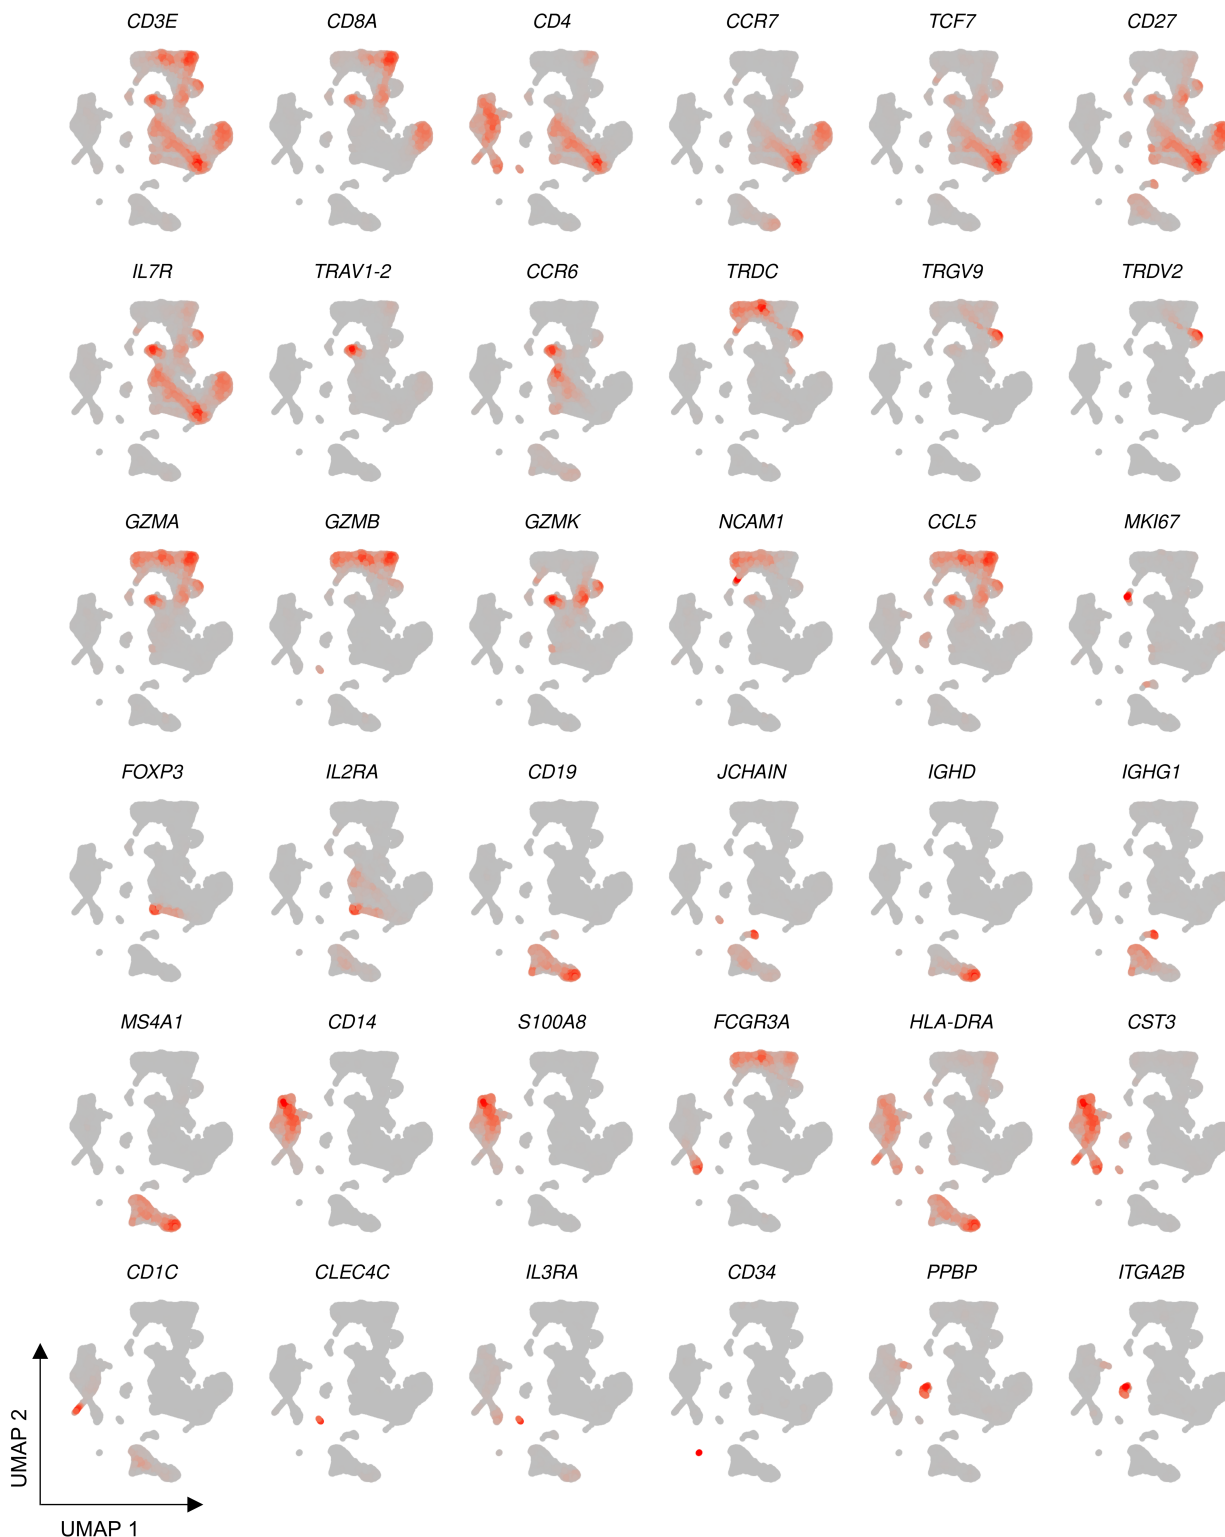 CD3E CD8A CD4 CCR7 TCF7 CD27
IL7R TRAV1-2 CCR6 TRDC TRGV9 TRDV2
GZMA GZMB GZMK NCAM1 CCL5 MKI67
FOXP3 IL2RA CD19 JCHAIN IGHD IGHG1
MS4A1 CD14 S100A8 FCGR3A HLA-DRA CST3
CD1C CLEC4C IL3RA CD34 PPBP ITGA2B
UMAP 2
UMAP 1